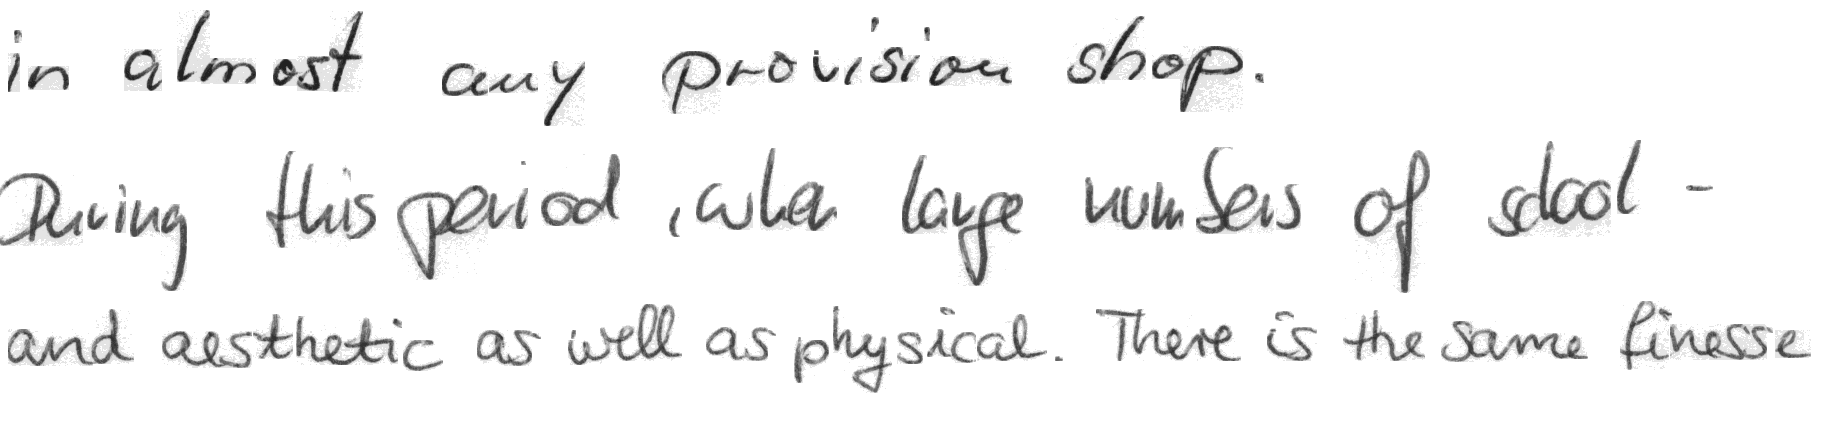 in almost any provision shop.
During this period, when large numbers of school -
and aesthetic as well as physical. There is the same finesse